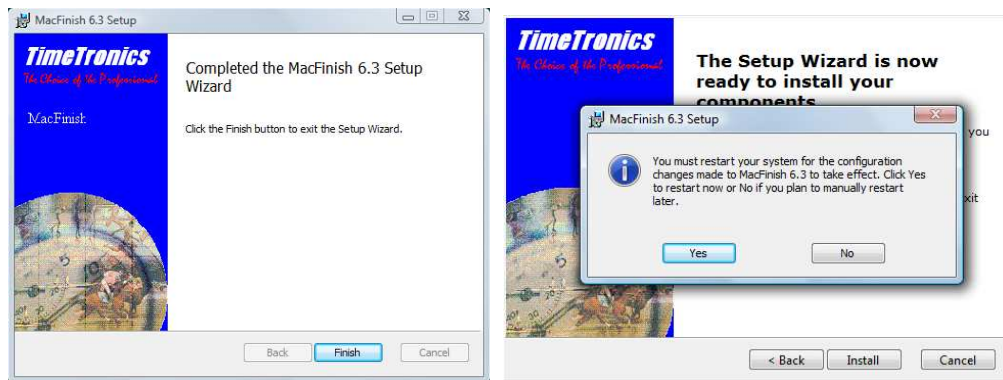 MacFinish 6.3 Setup
TimeTronics
The Choice of the Professional
MacFinish
Completed the MacFinish 6.3 Setup
Wizard
Click the Finish button to exit the Setup Wizard.
Back
Finish
Cancel
TimeTronics
The Choice of the Professional
The Setup Wizard is now
ready to install your
components
you
MacFinish 6.3 Setup
You must restart your system for the configuration
changes made to MacFinish 6.3 to take effect. Click Yes
to restart now or No if you plan to manually restart
later.
Yes
No
xit
< Back
Install
Cancel